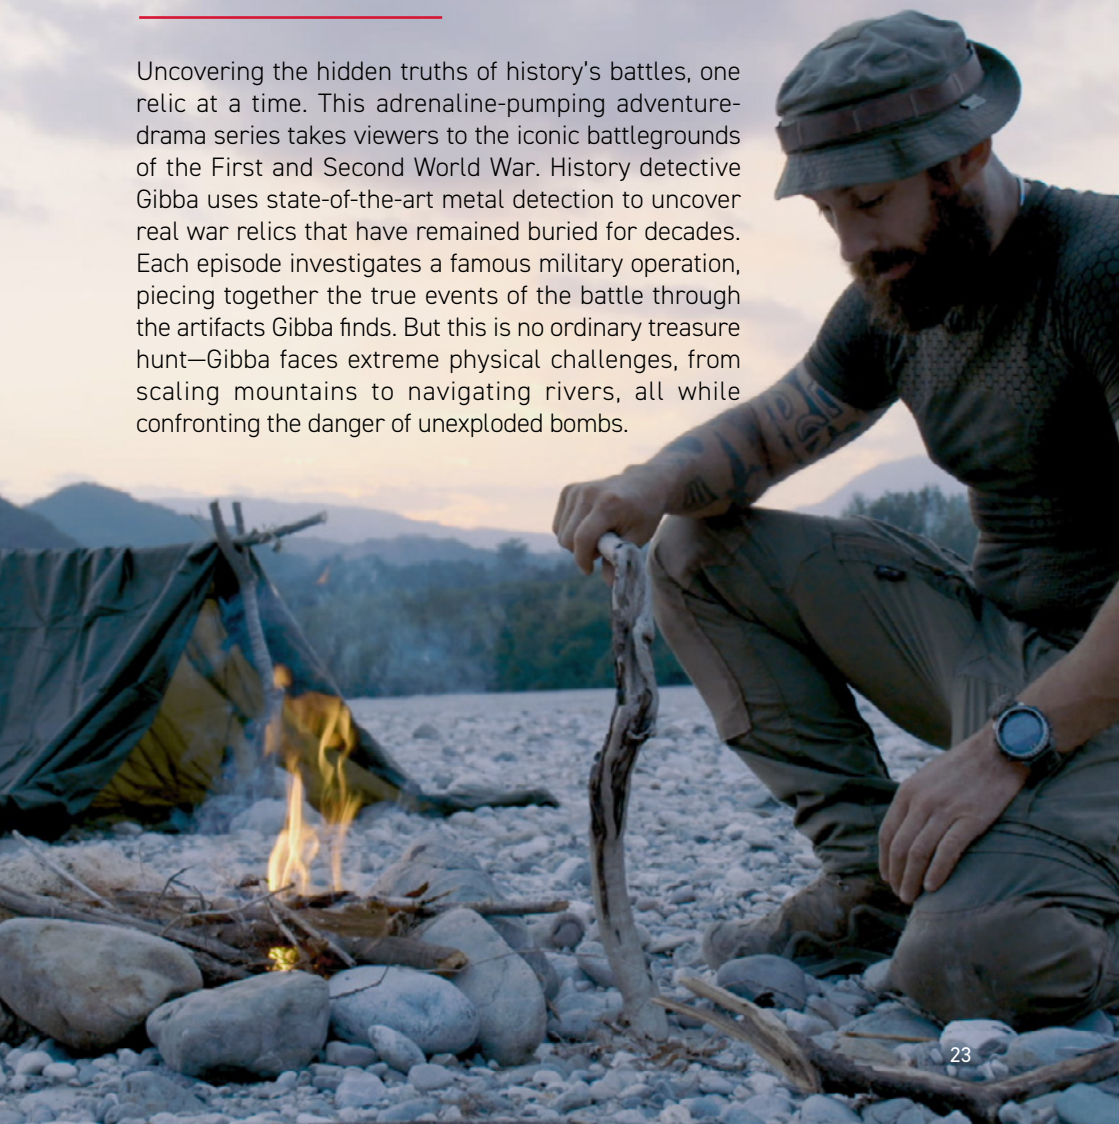 Uncovering the hidden truths of history's battles, one
relic at a time. This adrenaline-pumping adventure-
drama series takes viewers to the iconic battlegrounds
of the First and Second World War. History detective
Gibba uses state-of-the-art metal detection to uncover
real war relics that have remained buried for decades.
Each episode investigates a famous military operation,
piecing together the true events of the battle through
the artifacts Gibba finds. But this is no ordinary treasure
hunt—Gibba faces extreme physical challenges, from
scaling mountains to navigating rivers, all while
confronting the danger of unexploded bombs.
23